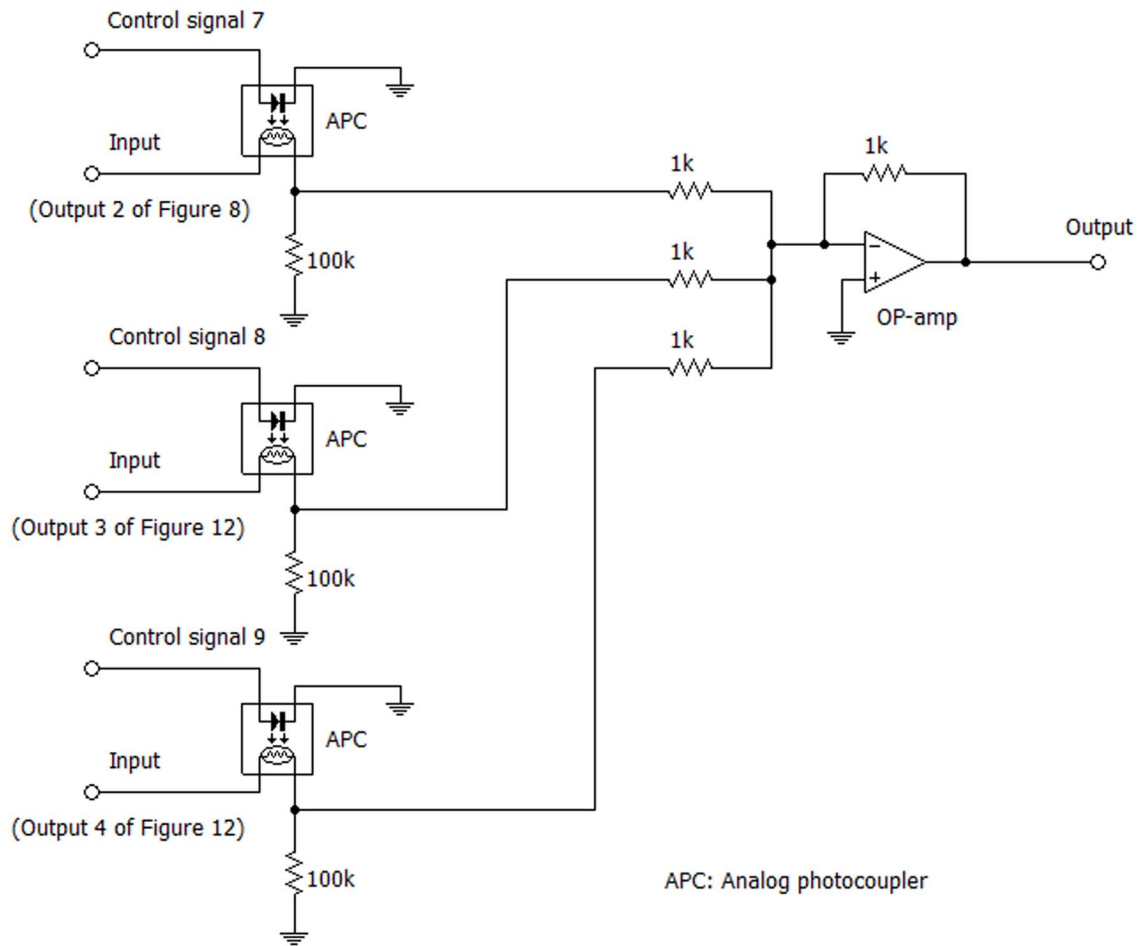 Control signal 7
APC
Input
(Output 2 of Figure 8)
100k
1k
1k
Output
1k
−
+
OP-amp
1k
Control signal 8
APC
Input
(Output 3 of Figure 12)
100k
Control signal 9
APC
Input
(Output 4 of Figure 12)
100k
APC: Analog photocoupler